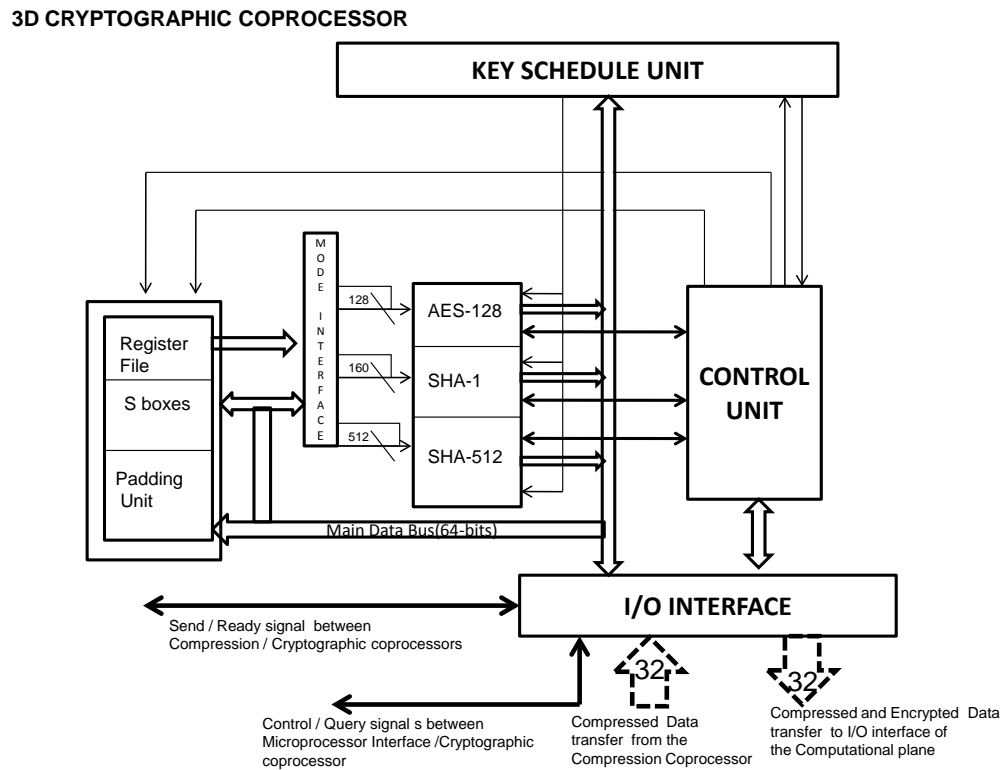 3D CRYPTOGRAPHIC COPROCESSOR
KEY SCHEDULE UNIT
MODE INTERFACE
128
160
512
Register
File
S boxes
Padding
Unit
AES-128
SHA-1
SHA-512
CONTROL
UNIT
Main Data Bus(64-bits)
I/O INTERFACE
Send / Ready signal between
Compression / Cryptographic coprocessors
32
32
Control / Query signal s between
Microprocessor Interface /Cryptographic
coprocessor
Compressed Data
transfer from the
Compression Coprocessor
Compressed and Encrypted Data
transfer to I/O interface of
the Computational plane